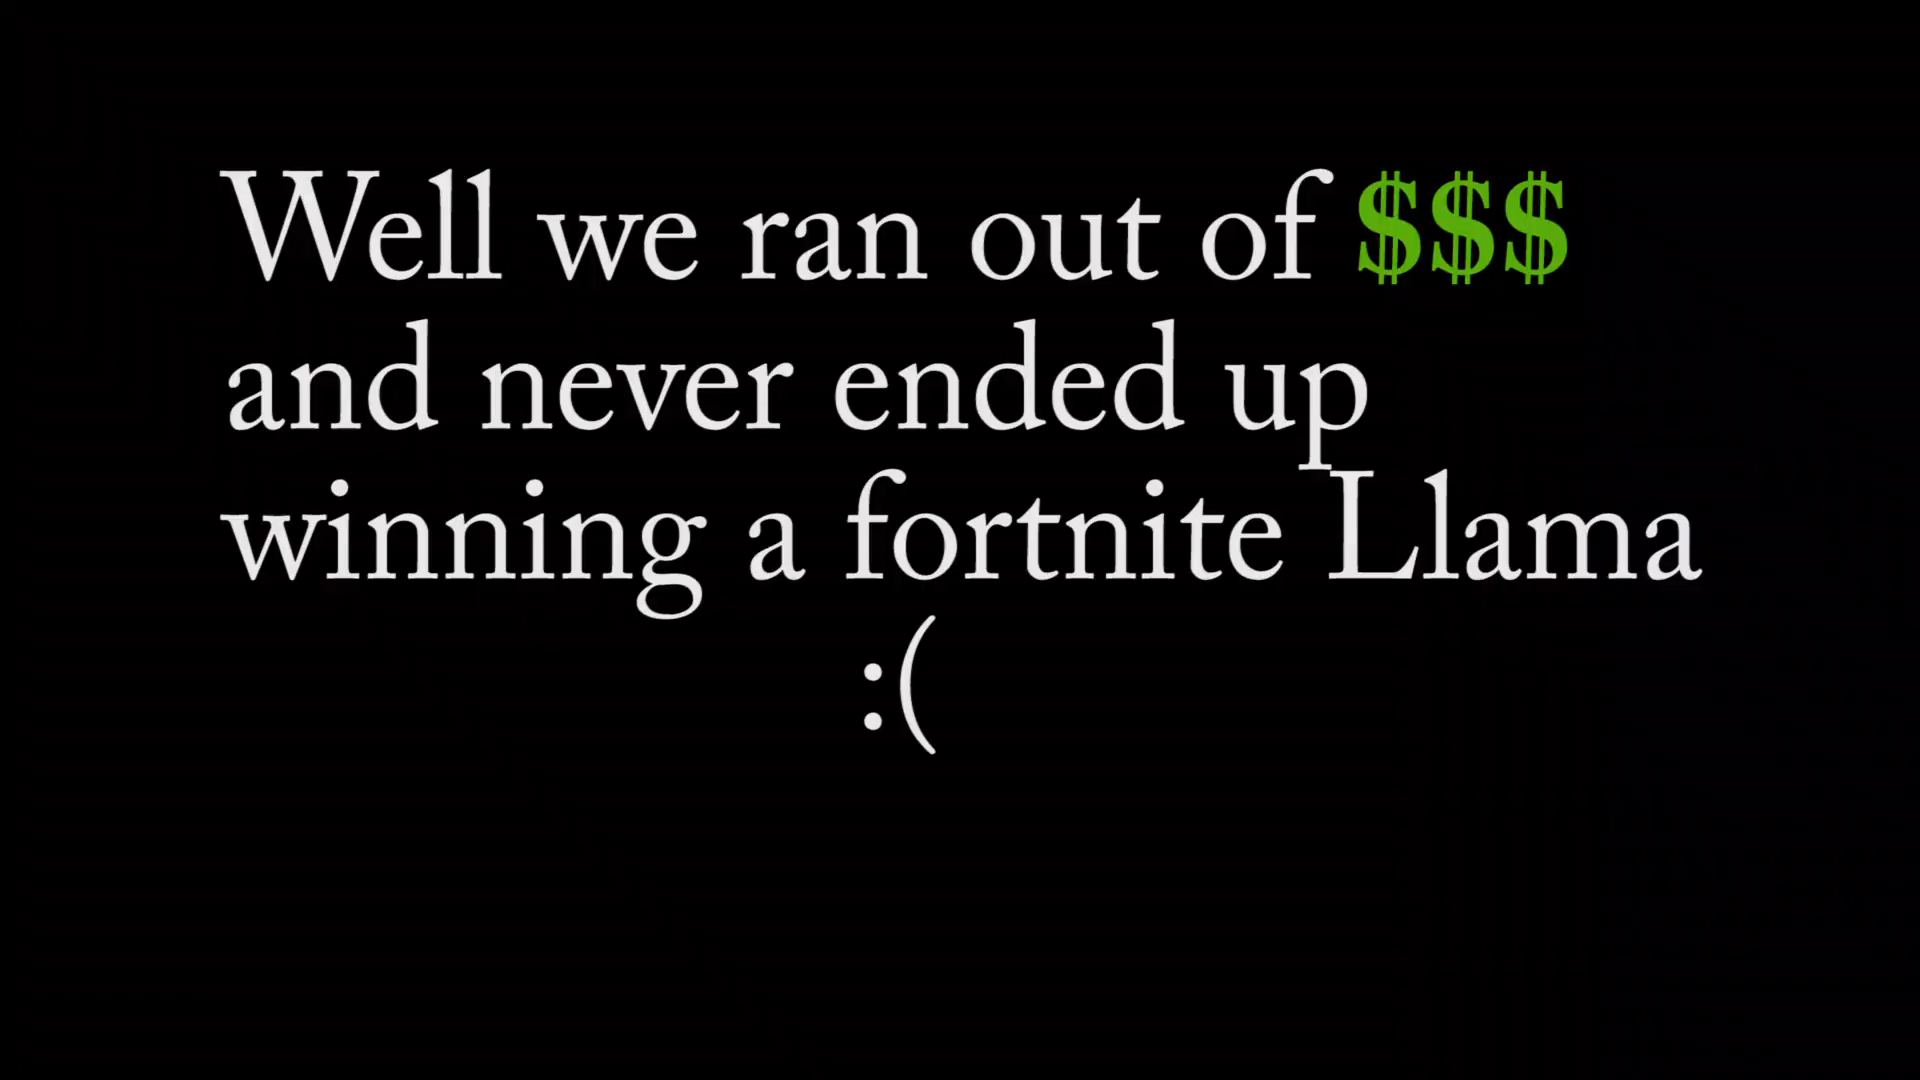 Well we ran out of $$$
and never ended up
winning a fortnite Llama
:(